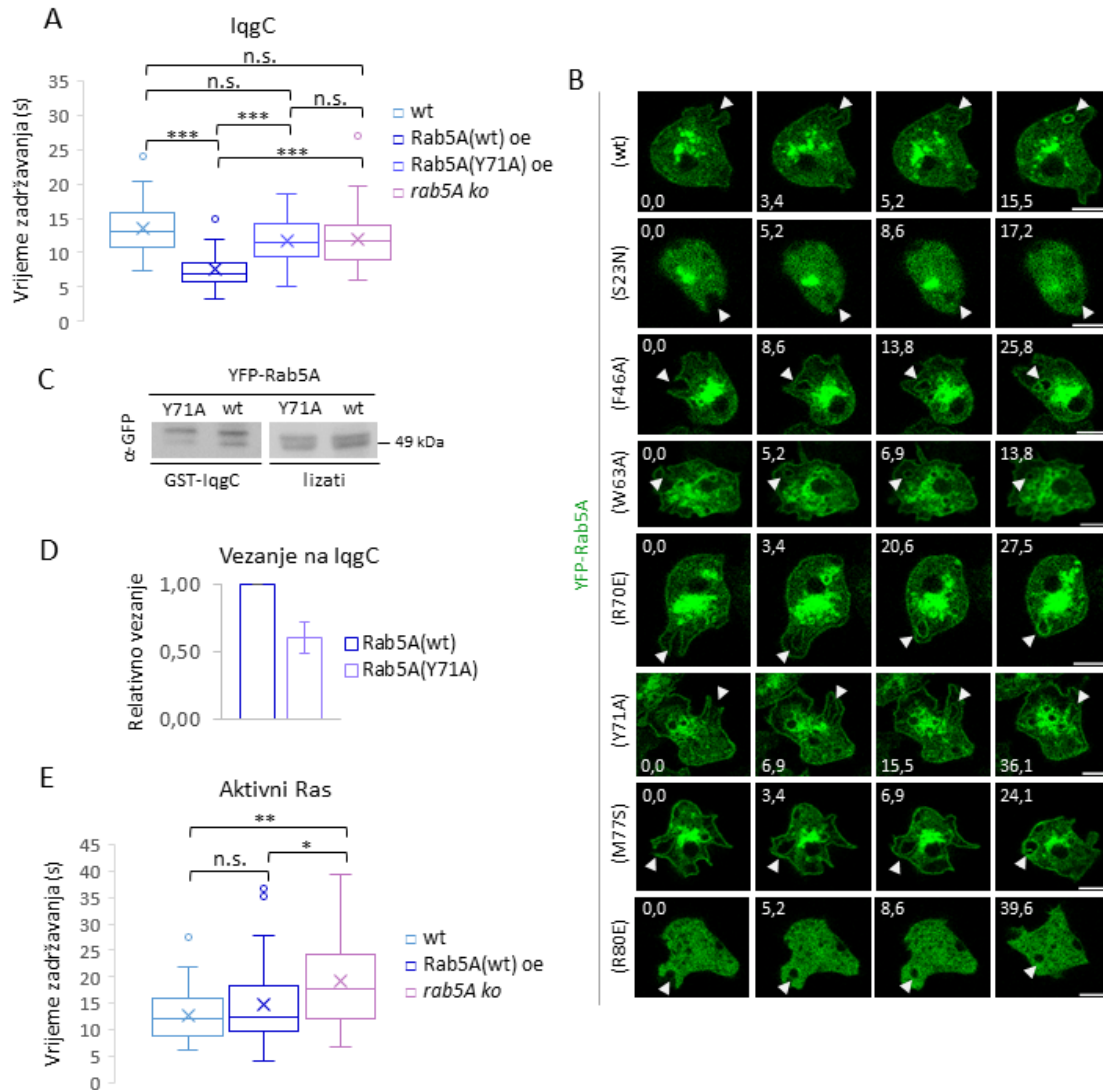 A
IqgC
n.s.
n.s.
n.s.
***
***
***
35
30
25
20
15
10
5
0
Vrijeme zadržavanja (s)
wt
Rab5A(wt) oe
Rab5A(Y71A) oe
rab5A ko
B
YFP-Rab5A
(wt)
0,0
3,4
5,2
15,5
(S23N)
0,0
5,2
8,6
17,2
(F46A)
0,0
8,6
13,8
25,8
(W63A)
0,0
5,2
6,9
13,8
(R70E)
0,0
3,4
20,6
27,5
(Y71A)
0,0
6,9
15,5
36,1
(M77S)
0,0
3,4
6,9
24,1
(R80E)
0,0
5,2
8,6
39,6
C
YFP-Rab5A
Y71A wt Y71A wt
α-GFP
49 kDa
GST-IqgC lizati
D
Vezanje na IqgC
Relativno vezanje
1,00
0,50
0,00
Rab5A(wt)
Rab5A(Y71A)
E
Aktivni Ras
**
n.s.
*
45
40
35
30
25
20
15
10
5
0
Vrijeme zadržavanja (s)
wt
Rab5A(wt) oe
rab5A ko